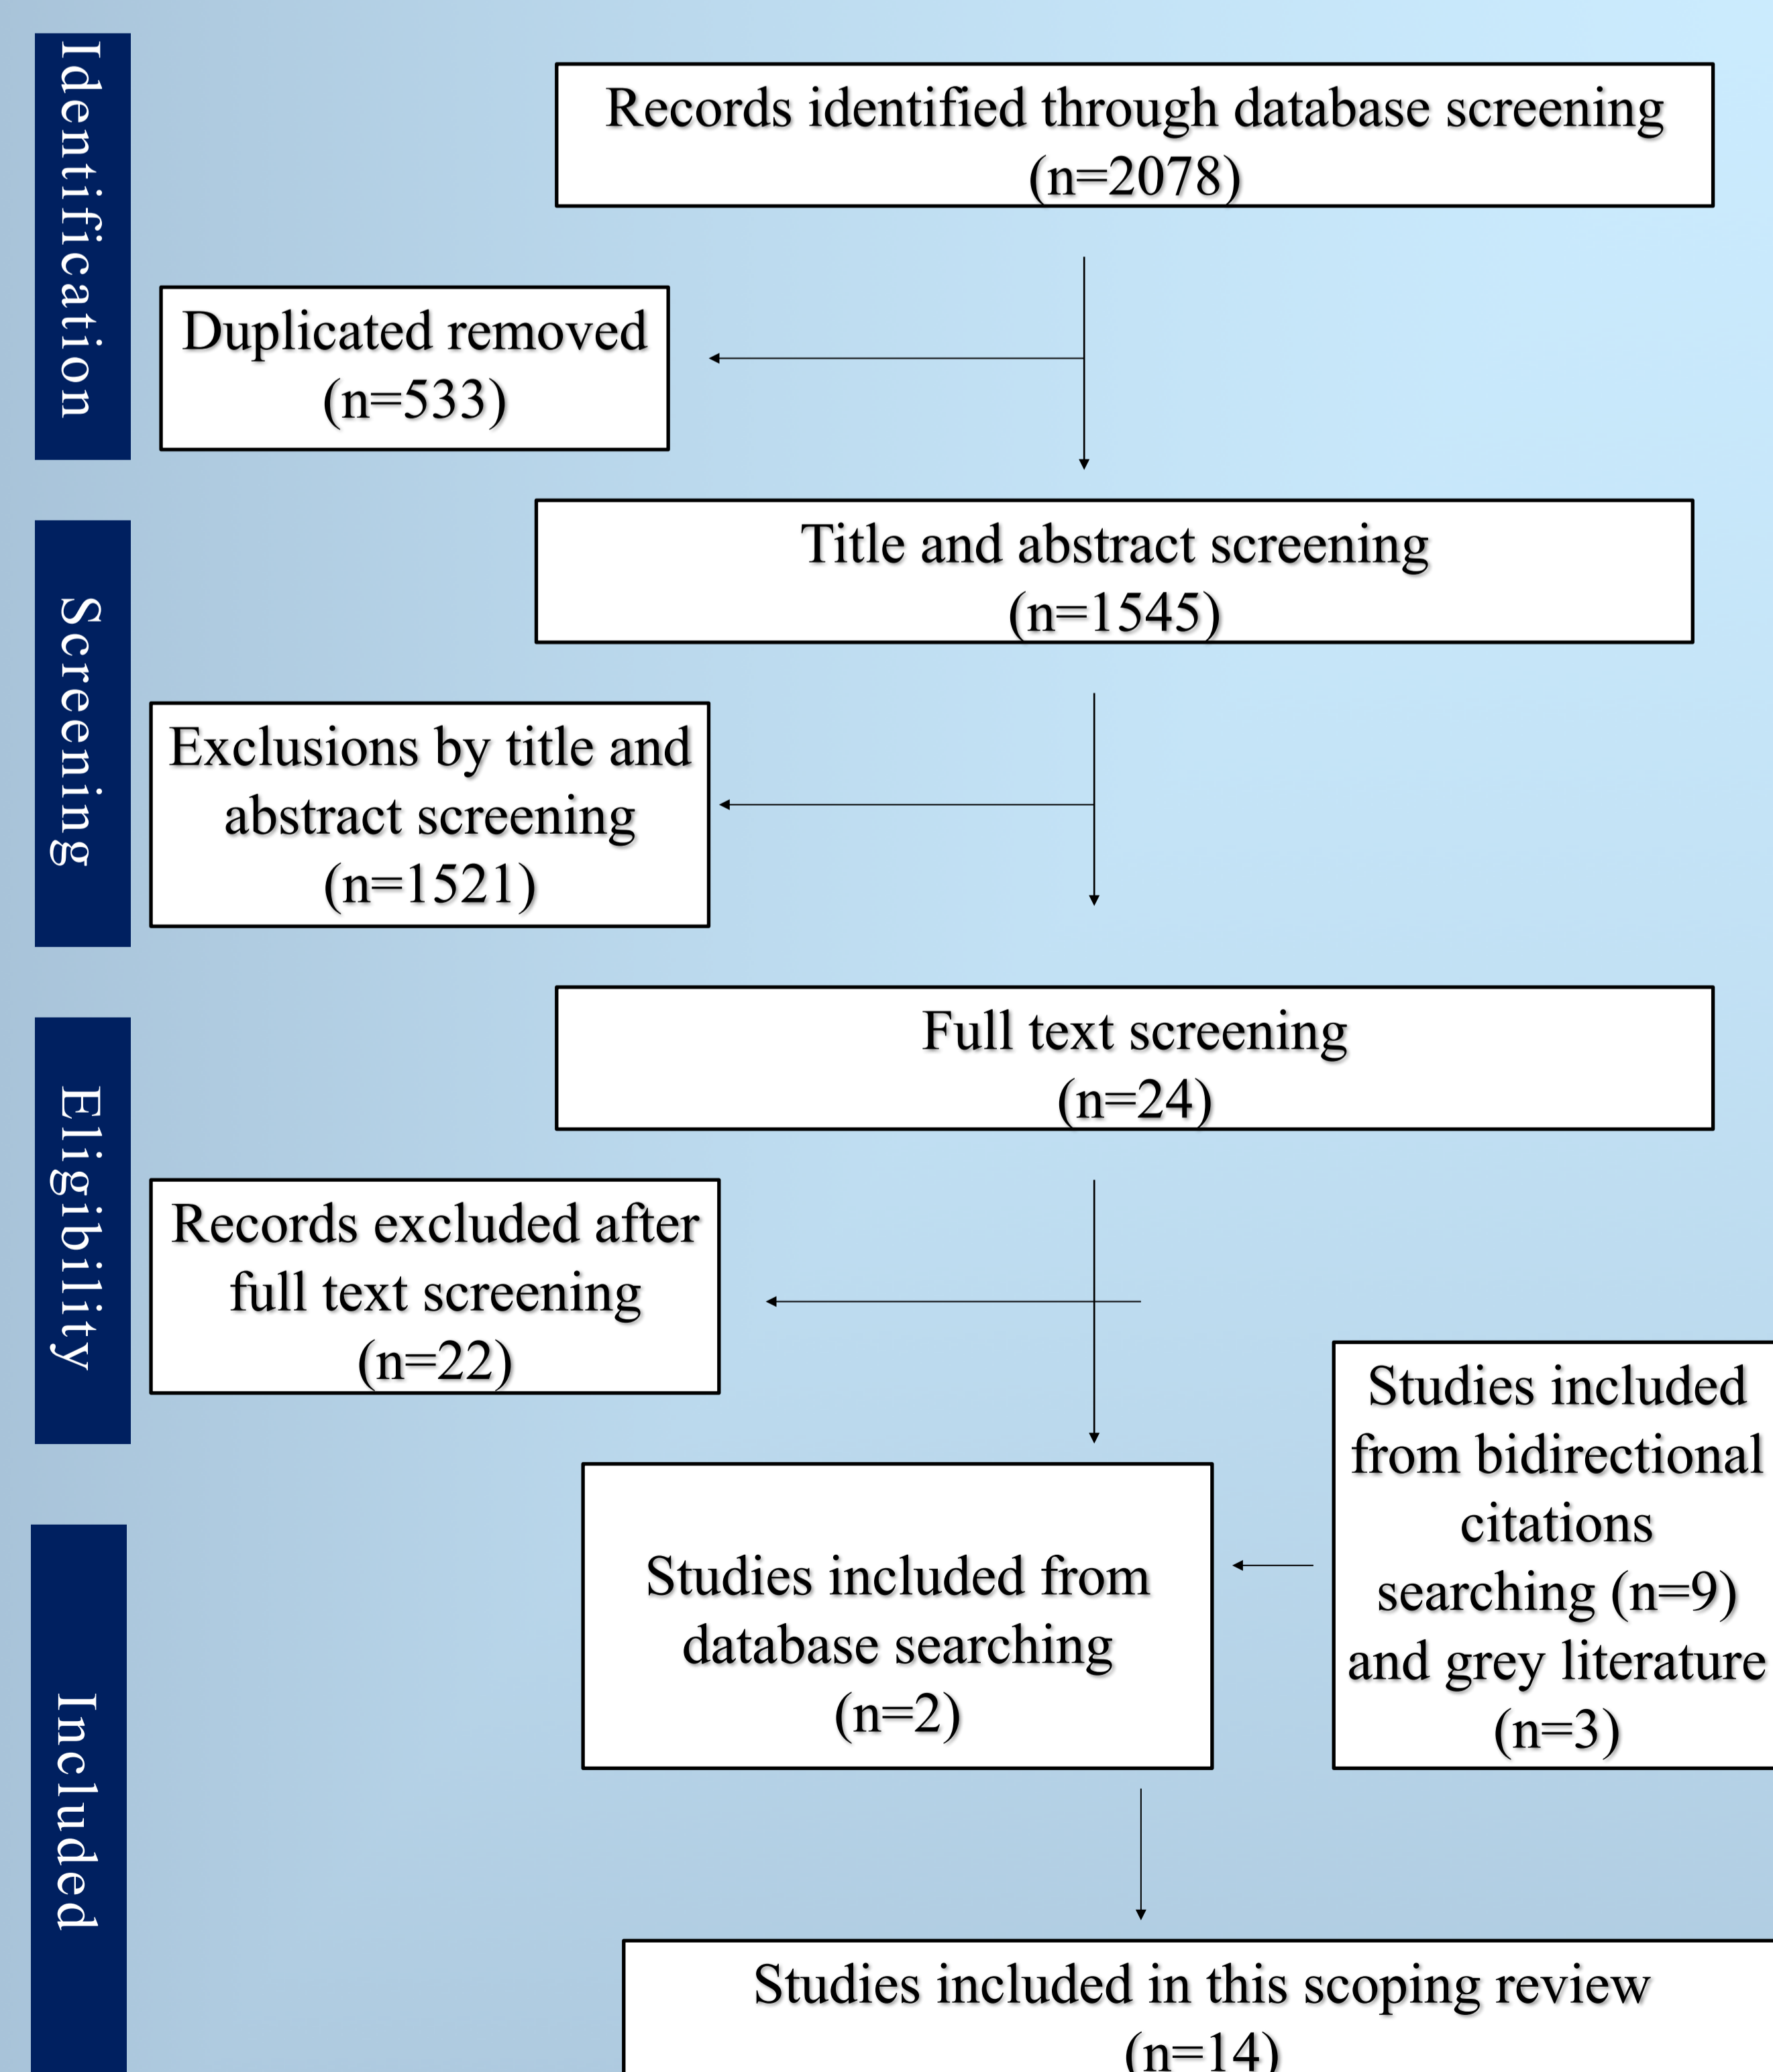 Identification
Records identified through database screening
(n=2078)
Duplicated removed
(n=533)
Screening
Title and abstract screening
(n=1545)
Exclusions by title and
abstract screening
(n=1521)
Eligibility
Full text screening
(n=24)
Records excluded after
full text screening
(n=22)
Studies included
from bidirectional
citations
searching (n=9)
and grey literature
(n=3)
Included
Studies included from
database searching
(n=2)
Studies included in this scoping review
(n=14)